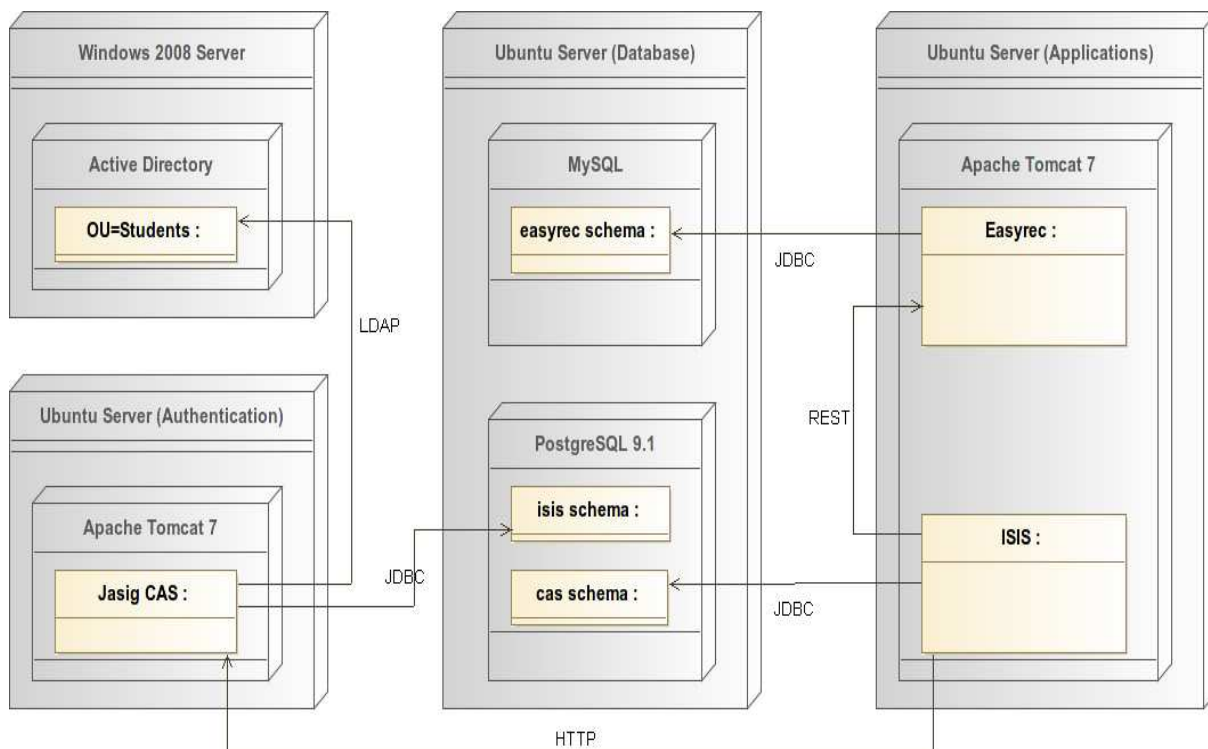 Windows 2008 Server
Active Directory
OU=Students :
LDAP
Ubuntu Server (Authentication)
Apache Tomcat 7
Jasig CAS :
JDBC
Ubuntu Server (Database)
MySQL
easyrec schema :
JDBC
PostgreSQL 9.1
isis schema :
cas schema :
JDBC
Ubuntu Server (Applications)
Apache Tomcat 7
Easyrec :
REST
ISIS :
HTTP